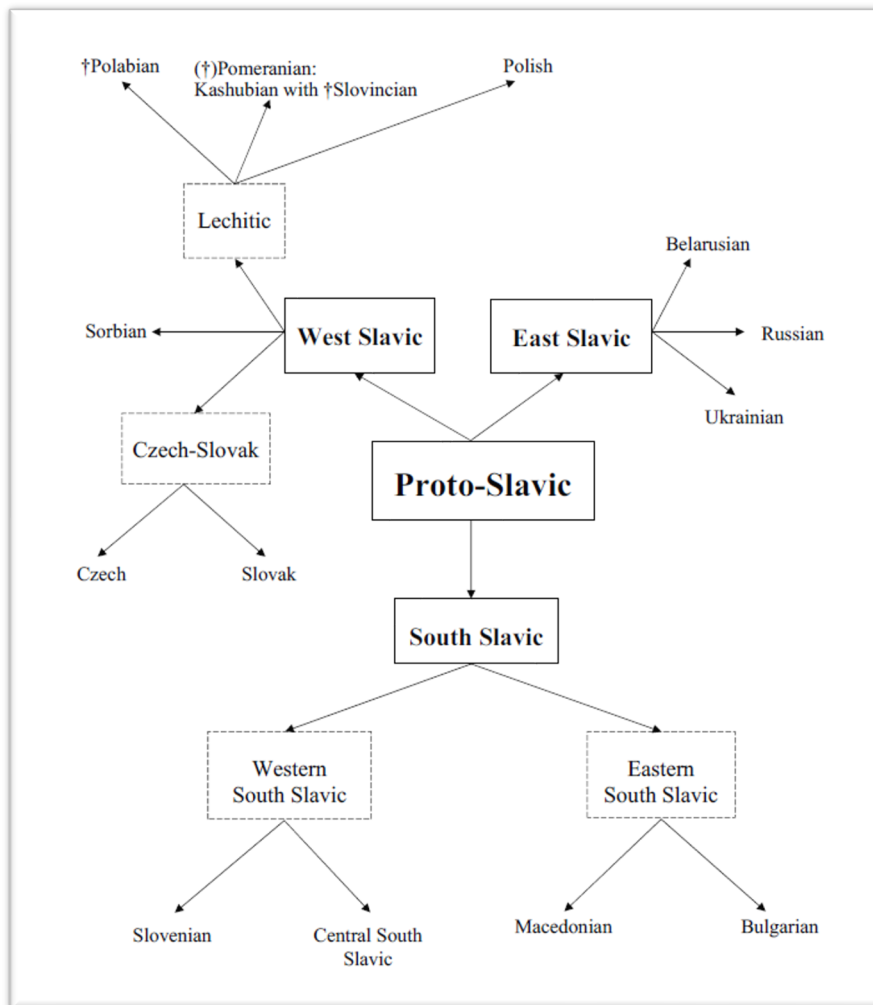 †Polabian
(†)Pomeranian:
Kashubian with †Slovincian
Polish
Lechitic
Belarusian
Sorbian
West Slavic
East Slavic
Russian
Ukrainian
Czech-Slovak
Proto-Slavic
Czech
Slovak
South Slavic
Western
South Slavic
Eastern
South Slavic
Slovenian
Central South
Slavic
Macedonian
Bulgarian